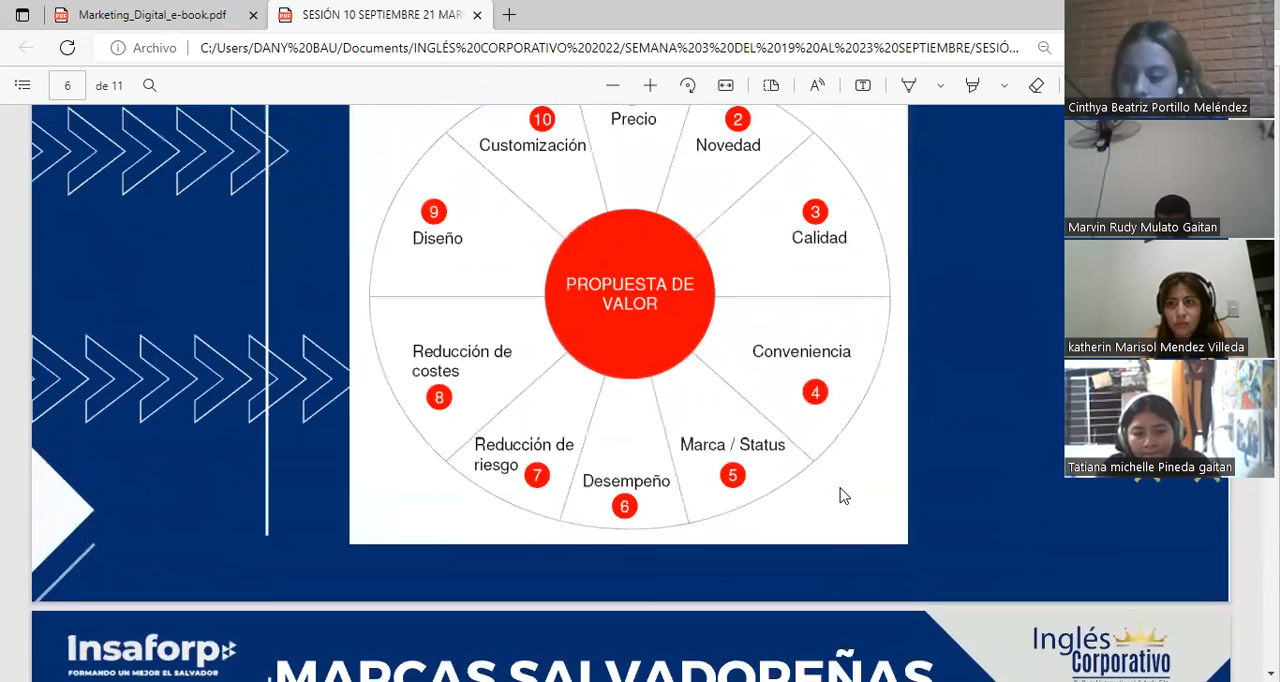 Marketing_Digital_e-book.pdf
SESIÓN 10 SEPTIEMBRE 21 MAR
Archivo
C:/Users/DANY%20BAU/Documents/INGLÉS%20CORPORATIVO%202022/SEMANA%203%20DEL%2019%20AL%2023%20SEPTIEMBRE/SESIÓ...
6 de 11
10
Customización
Precio
2
Novedad
3
Calidad
Conveniencia
4
Marca / Status
5
Desempeño
6
Reducción de
riesgo
7
Reducción de
costes
8
9
Diseño
PROPUESTA DE
VALOR
Insaforp
FORMANDO UN MEJOR EL SALVADOR
MARCAS SALVADOREÑAS
Inglés
Corporativo
Cinthya Beatriz Portillo Meléndez
Marvin Rudy Mulato Gaitan
katherin Marisol Mendez Villeda
Tatiana michelle Pineda gaitan